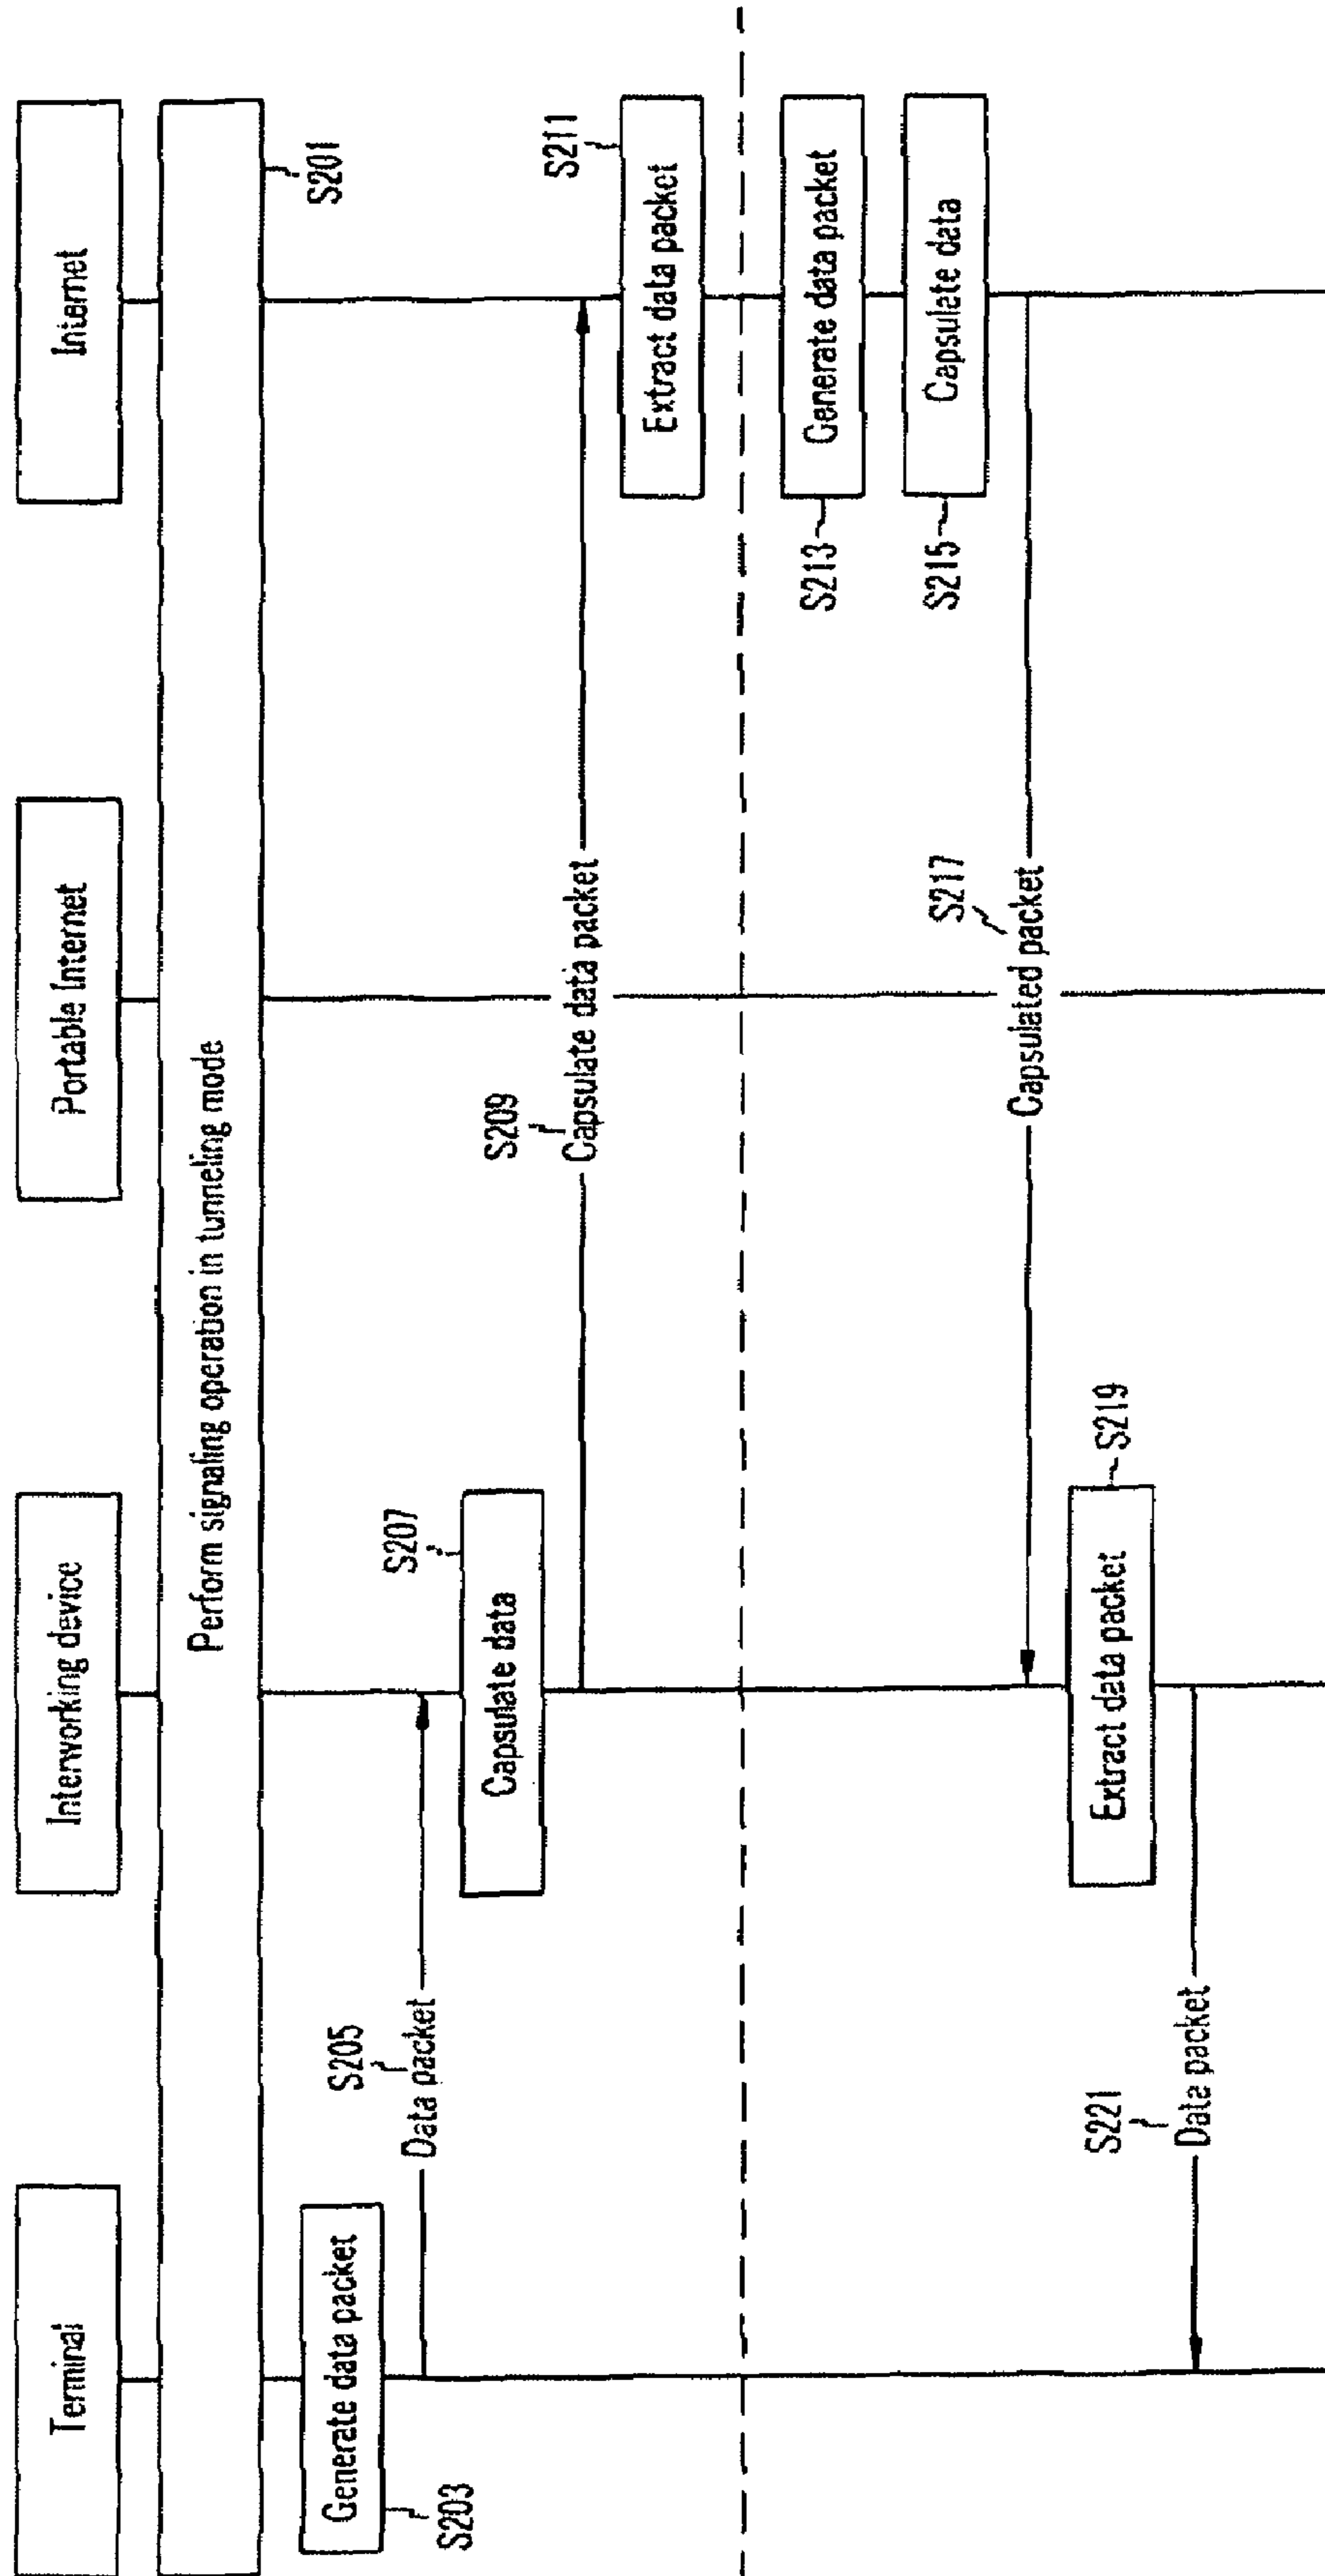 Terminal
Interworking device
Portable Internet
Internet
Perform signaling operation in tunneling mode
S201
Generate data packet
S203
S205
Data packet
S207
Capsulate data
S209
Capsulate data packet
S211
Extract data packet
Generate data packet
S213
Capsulate data
S215
S217
Capsulated packet
Extract data packet
S219
S221
Data packet